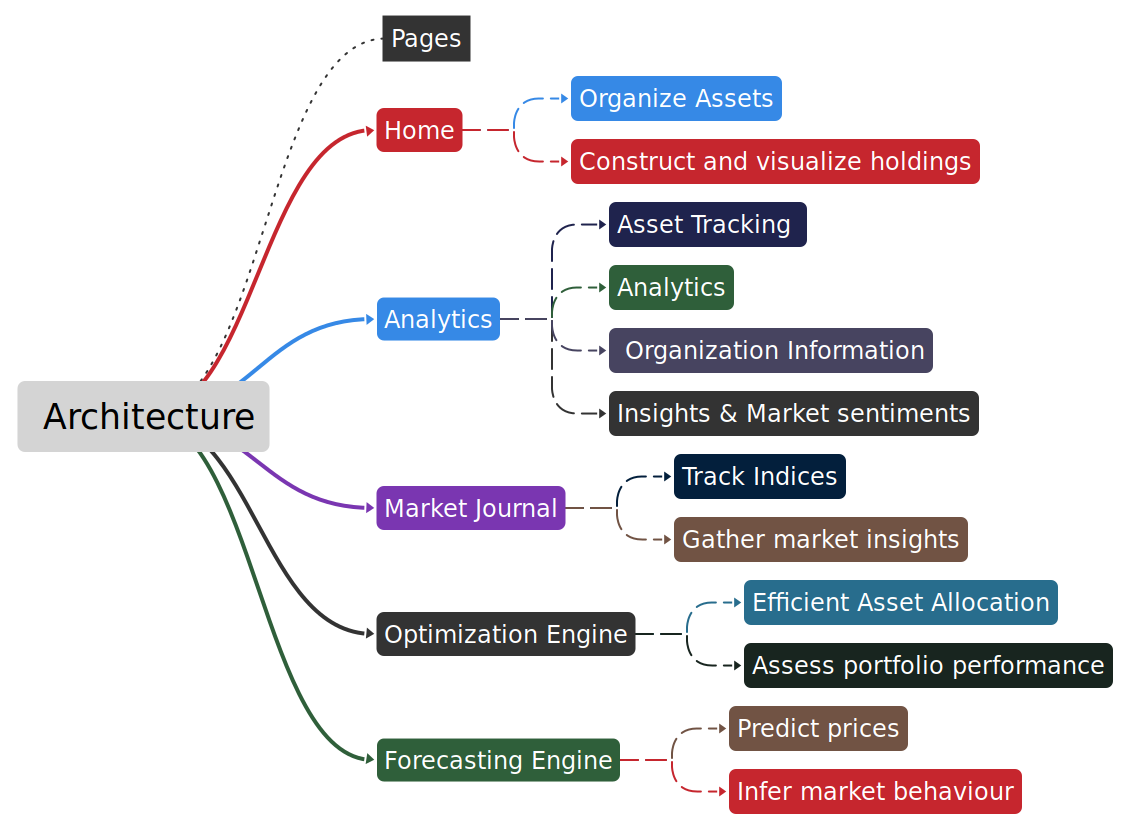 Pages
Home
Organize Assets
Construct and visualize holdings
Analytics
Asset Tracking
Analytics
Organization Information
Insights & Market sentiments
Architecture
Market Journal
Track Indices
Gather market insights
Optimization Engine
Efficient Asset Allocation
Assess portfolio performance
Forecasting Engine
Predict prices
Infer market behaviour